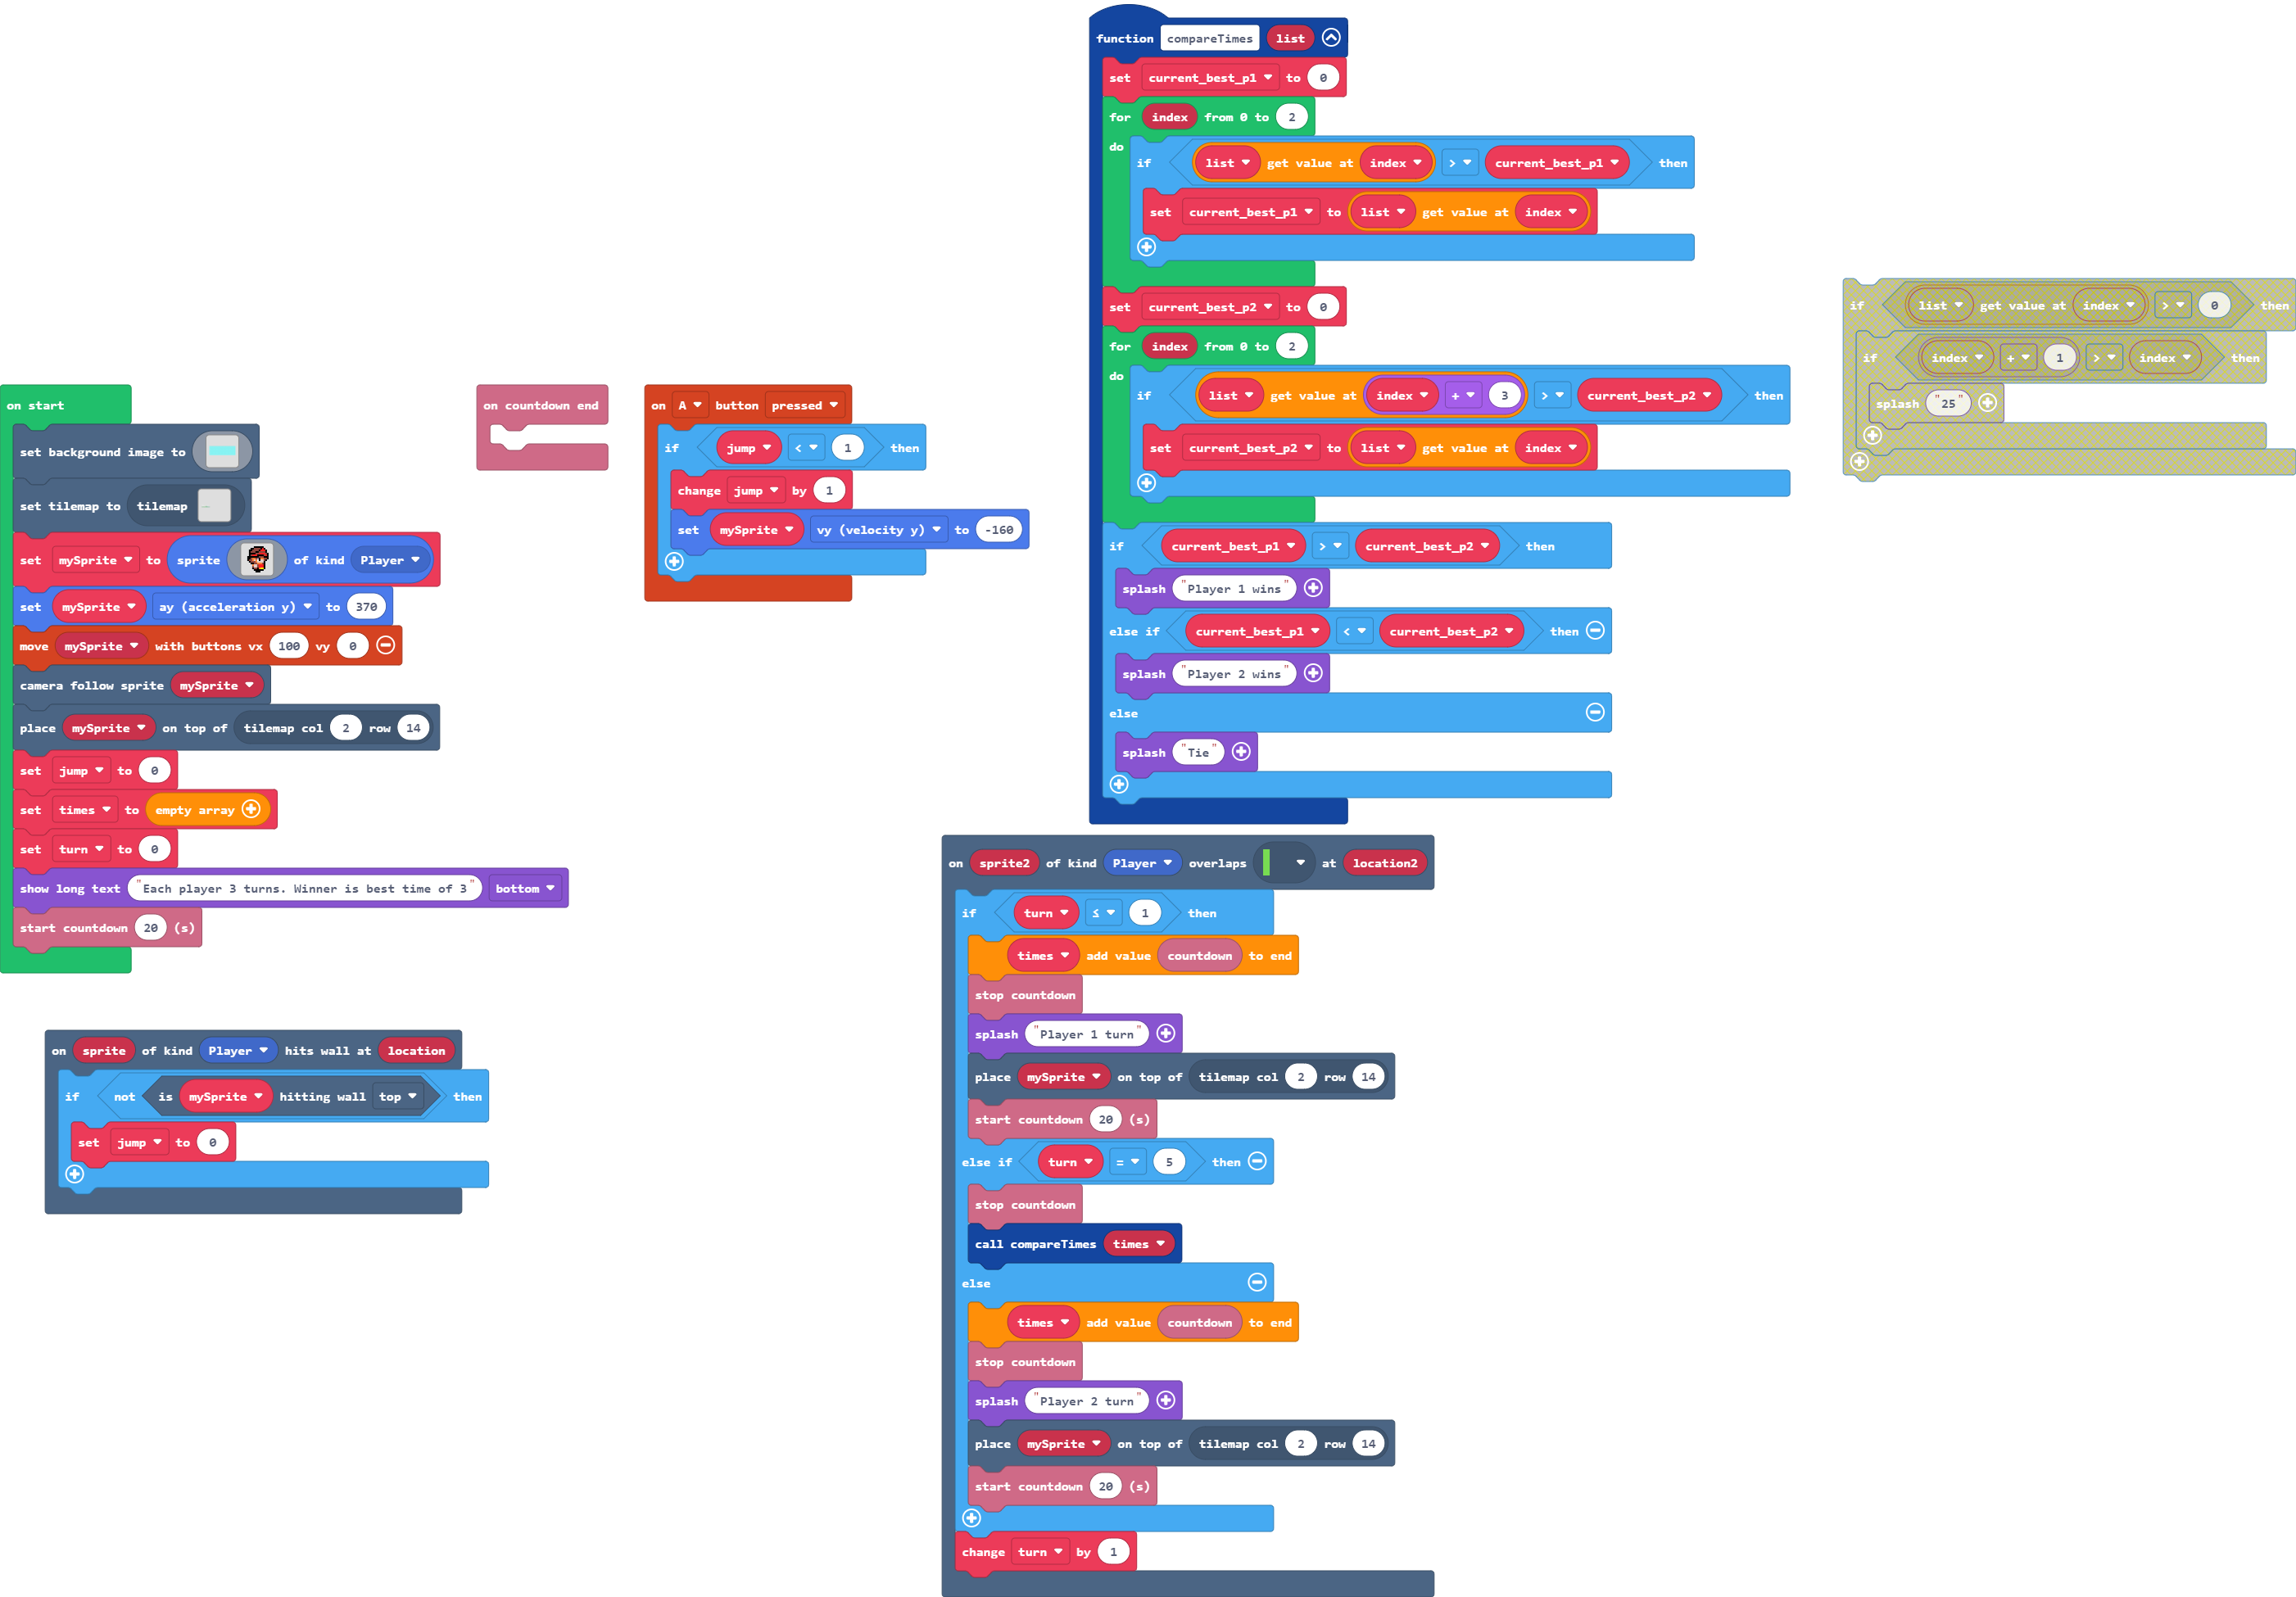 on start
set background image to
set tilemap to tilemap
set mySprite to sprite of kind Player
set mySprite ay (acceleration y) to 370
move mySprite with buttons vx 100 vy 0
camera follow sprite mySprite
place mySprite on top of tilemap col 2 row 14
set jump to 0
set times to empty array
set turn to 0
show long text "Each player 3 turns. Winner is best time of 3" bottom
start countdown 20 (s)
on sprite of kind Player hits wall at location
if not is mySprite hitting wall top then
set jump to 0
on countdown end
on A button pressed
if jump < 1 then
change jump by 1
set mySprite vy (velocity y) to -160
function compareTimes list
set current_best_p1 to 0
for index from 0 to 2
do
if list get value at index > current_best_p1 then
set current_best_p1 to list get value at index
set current_best_p2 to 0
for index from 0 to 2
do
if list get value at index + 3 > current_best_p2 then
set current_best_p2 to list get value at index
if current_best_p1 > current_best_p2 then
splash "Player 1 wins"
else if current_best_p1 < current_best_p2 then
splash "Player 2 wins"
else
splash "Tie"
if list get value at index > 0 then
if index + 1 > index then
splash "25"
on sprite2 of kind Player overlaps at location2
if turn ≤ 1 then
times add value countdown to end
stop countdown
splash "Player 1 turn"
place mySprite on top of tilemap col 2 row 14
start countdown 20 (s)
else if turn = 5 then
stop countdown
call compareTimes times
else
times add value countdown to end
stop countdown
splash "Player 2 turn"
place mySprite on top of tilemap col 2 row 14
start countdown 20 (s)
change turn by 1